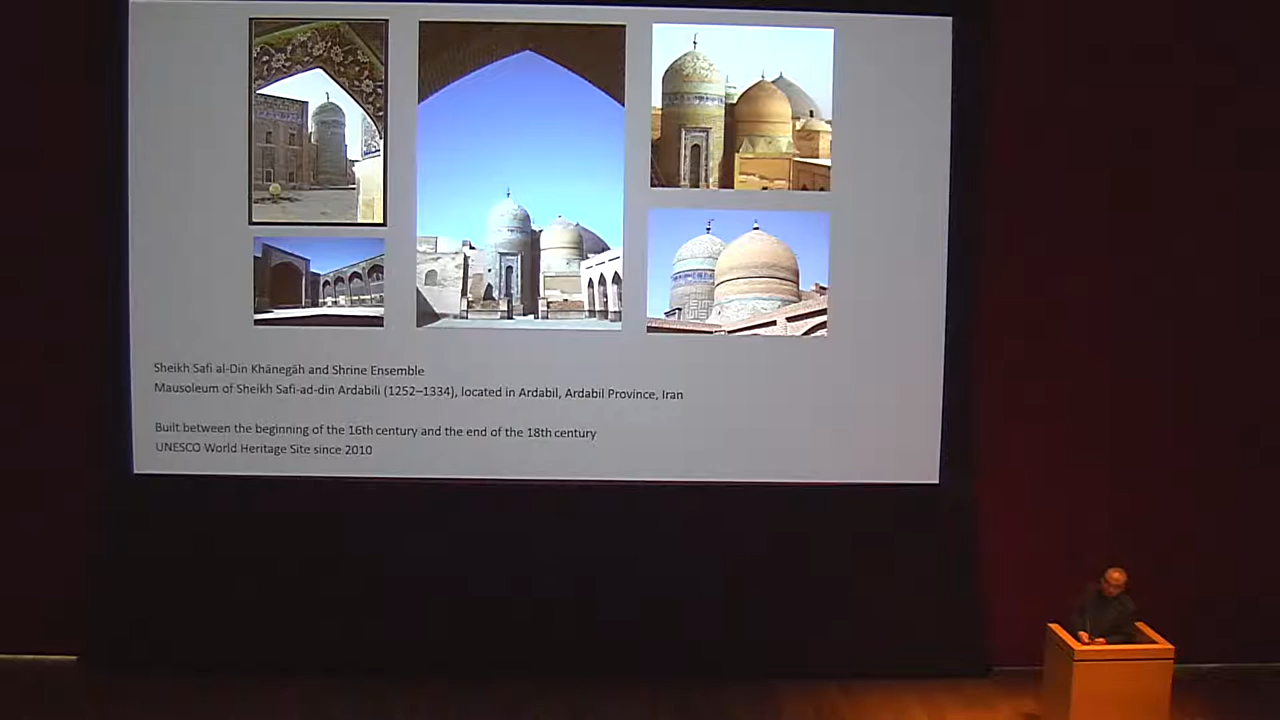 Sheikh Safi al-Din Khānegāh and Shrine Ensemble
Mausoleum of Sheikh Safi-ad-din Ardabili (1252–1334), located in Ardabil, Ardabil Province, Iran
Built between the beginning of the 16th century and the end of the 18th century
UNESCO World Heritage Site since 2010